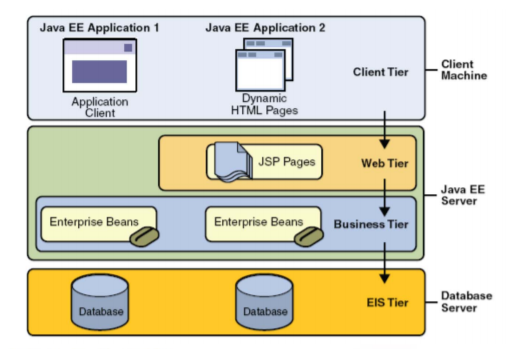 Java EE Application 1
Java EE Application 2
Application
Client
Dynamic
HTML Pages
Client Tier
Client
Machine
JSP Pages
Web Tier
Java EE
Server
Enterprise Beans
Enterprise Beans
Business Tier
Database
Database
EIS Tier
Database
Server